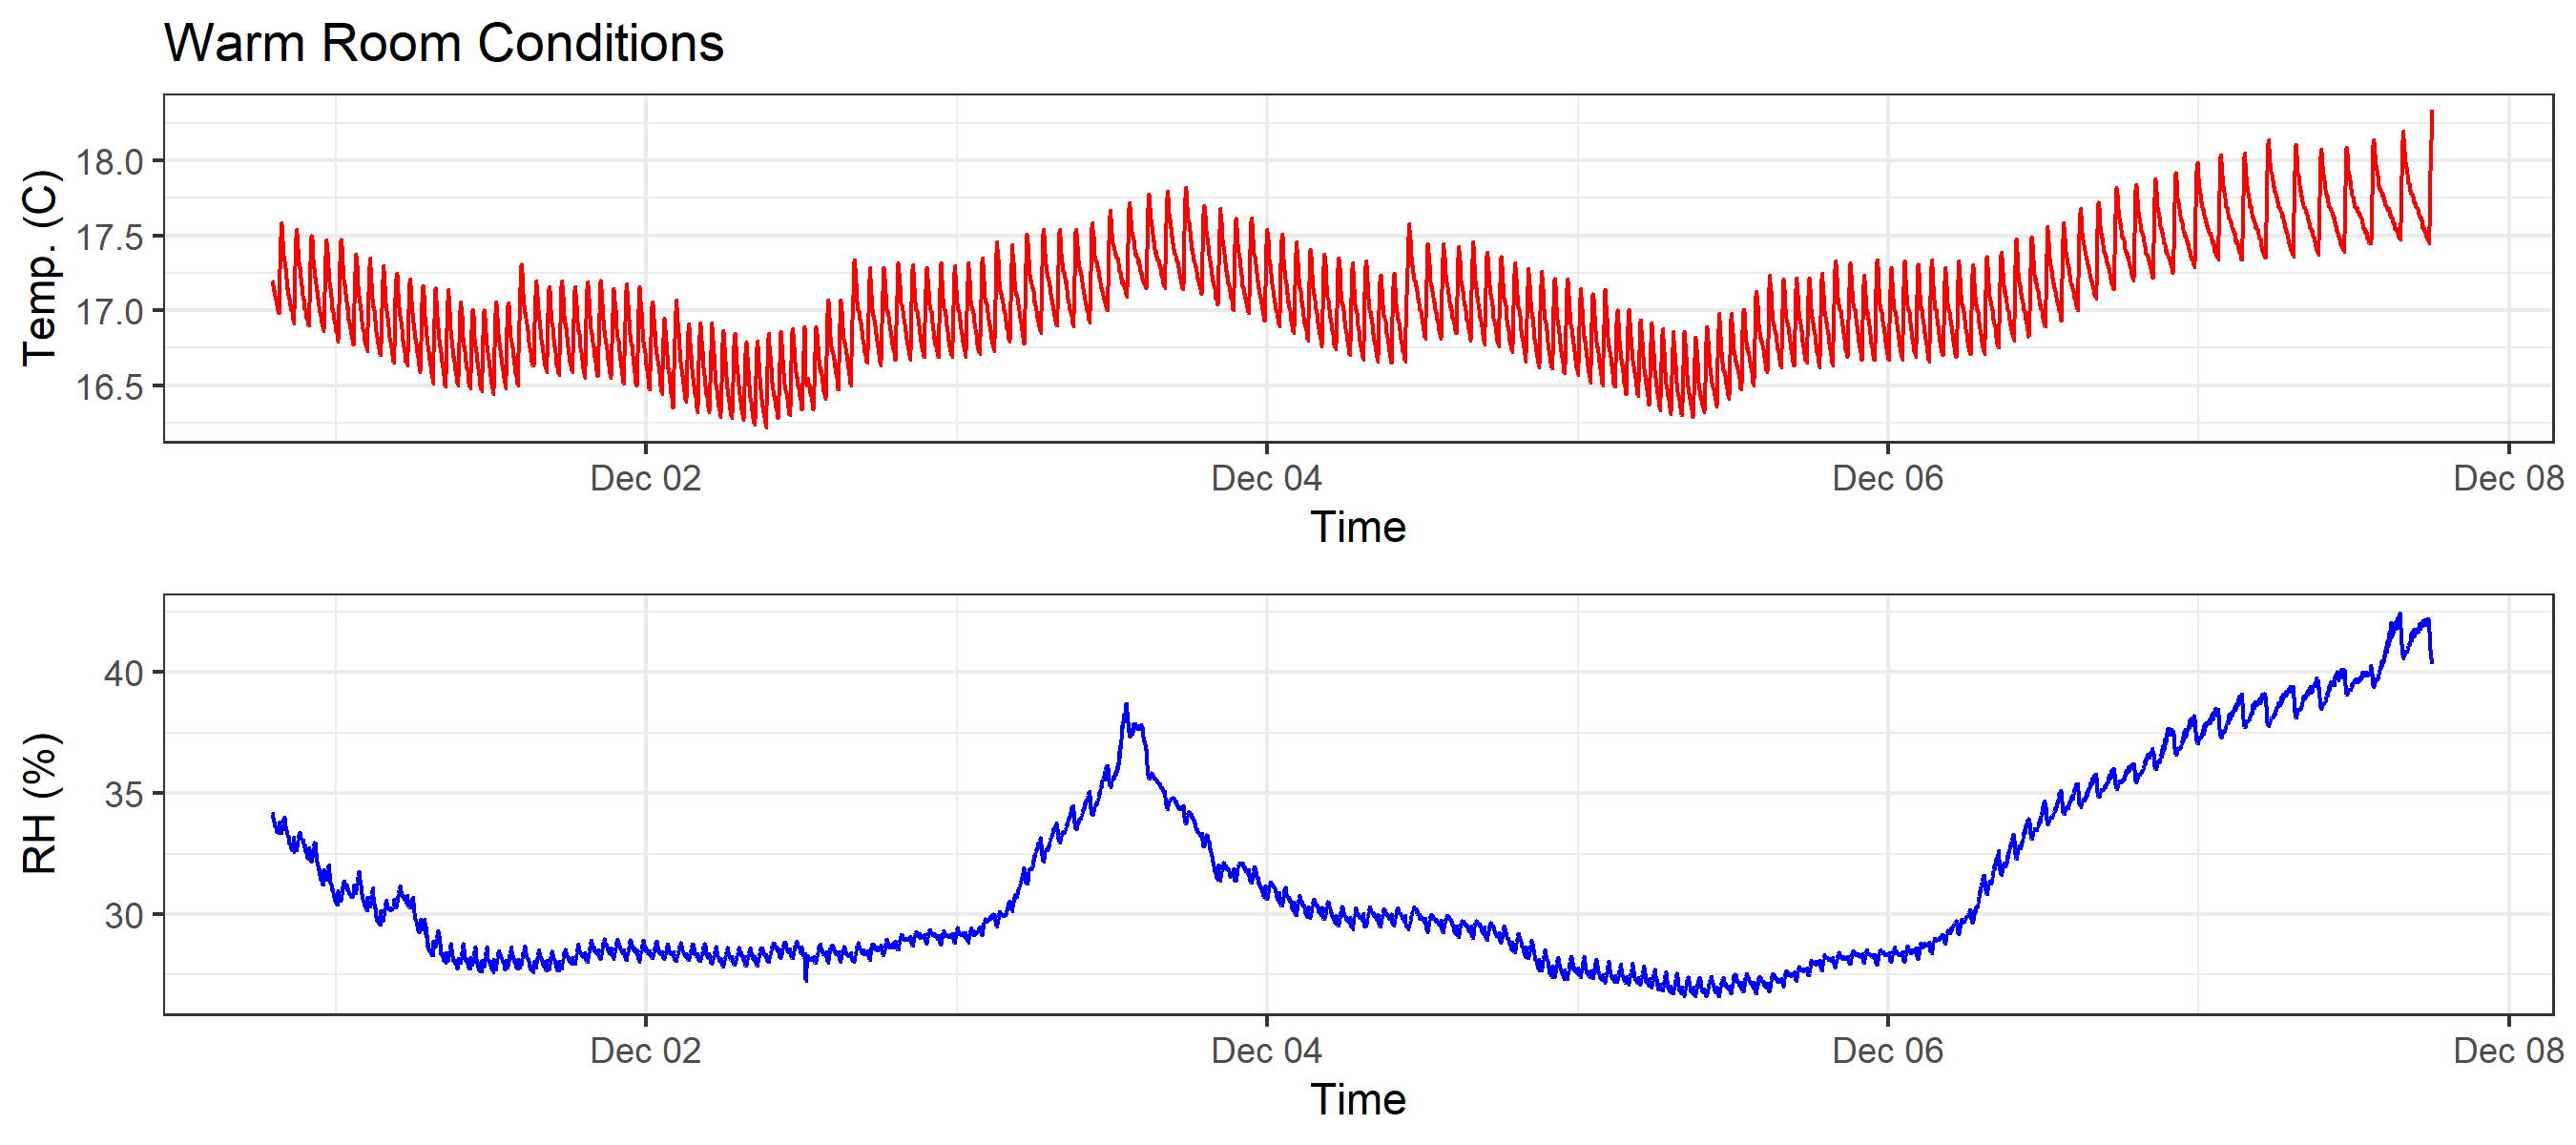 Warm Room Conditions
Temp. (C)
18.0
17.5
17.0
16.5
Dec 02 Dec 04 Dec 06 Dec 08
Time
RH (%)
40
35
30
Dec 02 Dec 04 Dec 06 Dec 08
Time